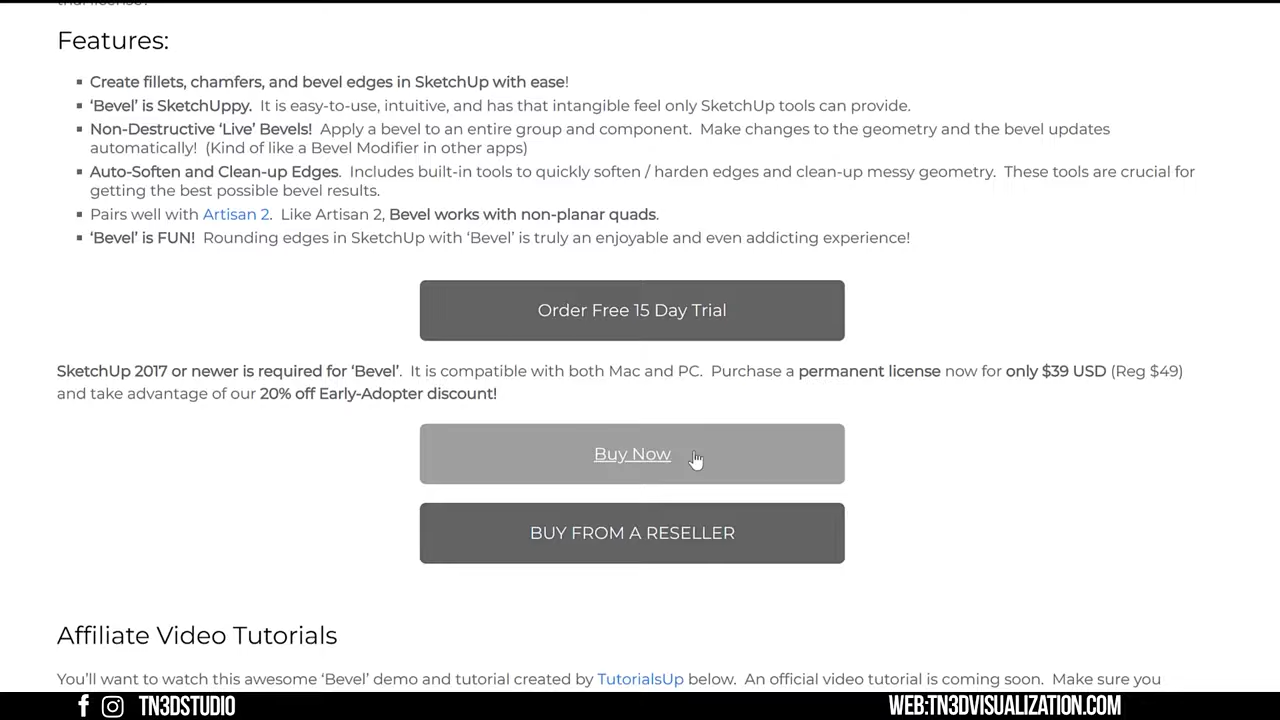 Features:
Create fillets, chamfers, and bevel edges in SketchUp with ease!
‘Bevel’ is SketchUppy.  It is easy-to-use, intuitive, and has that intangible feel only SketchUp tools can provide.
Non-Destructive ‘Live’ Bevels!  Apply a bevel to an entire group and component.  Make changes to the geometry and the bevel updates
automatically!  (Kind of like a Bevel Modifier in other apps)
Auto-Soften and Clean-up Edges.  Includes built-in tools to quickly soften / harden edges and clean-up messy geometry.  These tools are crucial for
getting the best possible bevel results.
Pairs well with Artisan 2.  Like Artisan 2, Bevel works with non-planar quads.
‘Bevel’ is FUN!  Rounding edges in SketchUp with ‘Bevel’ is truly an enjoyable and even addicting experience!
Order Free 15 Day Trial
SketchUp 2017 or newer is required for ‘Bevel’.  It is compatible with both Mac and PC.  Purchase a permanent license now for only $39 USD (Reg $49)
and take advantage of our 20% off Early-Adopter discount!
Buy Now
BUY FROM A RESELLER
Affiliate Video Tutorials
You’ll want to watch this awesome ‘Bevel’ demo and tutorial created by TutorialsUp below.  An official video tutorial is coming soon.  Make sure you
TN3DSTUDIO
WEB:TN3DVISUALIZATION.COM